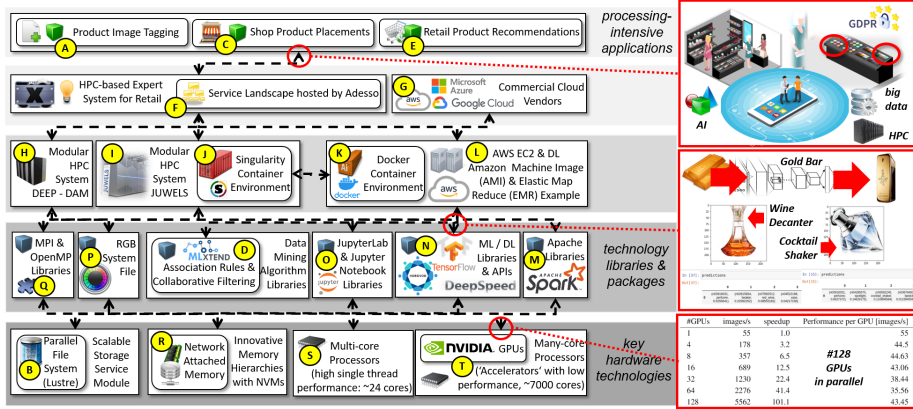 Product Image Tagging
A
Shop Product Placements
C
Retail Product Recommendations
E
processing-
intensive
applications
HPC-based Expert
System for Retail
Service Landscape hosted by Adesso
F
G
aws
Microsoft
Azure
Google Cloud
Commercial Cloud
Vendors
H
Modular
HPC
System
DEEP - DAM
I
JUWELS
Modular
HPC
System
JUWELS
J
Singularity
Container
Environment
K
docker
Docker
Container
Environment
L
aws
AWS EC2 & DL
Amazon Machine Image
(AMI) & Elastic Map
Reduce (EMR) Example
MPI &
OpenMP
Libraries
Q
P
RGB
System
File
MLXTEND
D
Association Rules &
Collaborative Filtering
Data
Mining
Algorithm
Libraries
O
jupyter
JupyterLab
& Jupyter
Notebook
Libraries
N
HOROVOD
TensorFlow
ML / DL
Libraries
& APIs
DeepSpeed
Apache
Libraries
M
APACHE
Spark
technology
libraries &
packages
B
Parallel
File
System
(Lustre)
Scalable
Storage
Service
Module
R
Network
Attached
Memory
Innovative
Memory
Hierarchies
with NVMs
S
Multi-core
Processors
(high single thread
performance: ~24 cores)
NVIDIA. GPUs
T
Many-core
Processors
('Accelerators' with low
performance, ~7000 cores)
key
hardware
technologies
GDPR
AI
big
data
HPC
Gold Bar
Wine
Decanter
Cocktail
Shaker
predictions
predictions
#GPUs images/s speedup Performance per GPU [images/s]
1 55 1.0 55
4 178 3.2 44.5
8 357 6.5 44.63
16 689 12.5 43.06
32 1230 22.4 38.44
64 2276 41.4 35.56
128 5562 101.1 43.45
#128
GPUs
in parallel